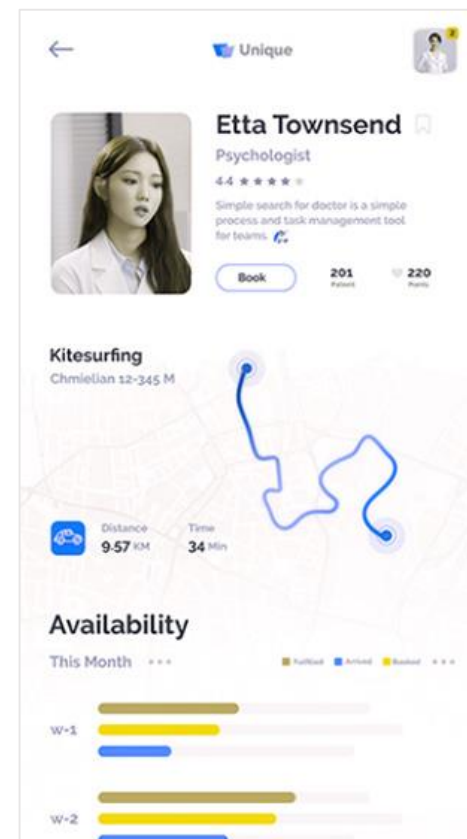 Unique
2
Etta Townsend
Psychologist
4.4
Simple search for doctor is a simple
process and task management tool
for teams
Book
201
Patient
220
Points
Kitesurfing
Chmielian 12-345 M
Distance
9.57 KM
Time
34 Min
Availability
This Month
Fulfilled Arrived Booked
w-1
w-2